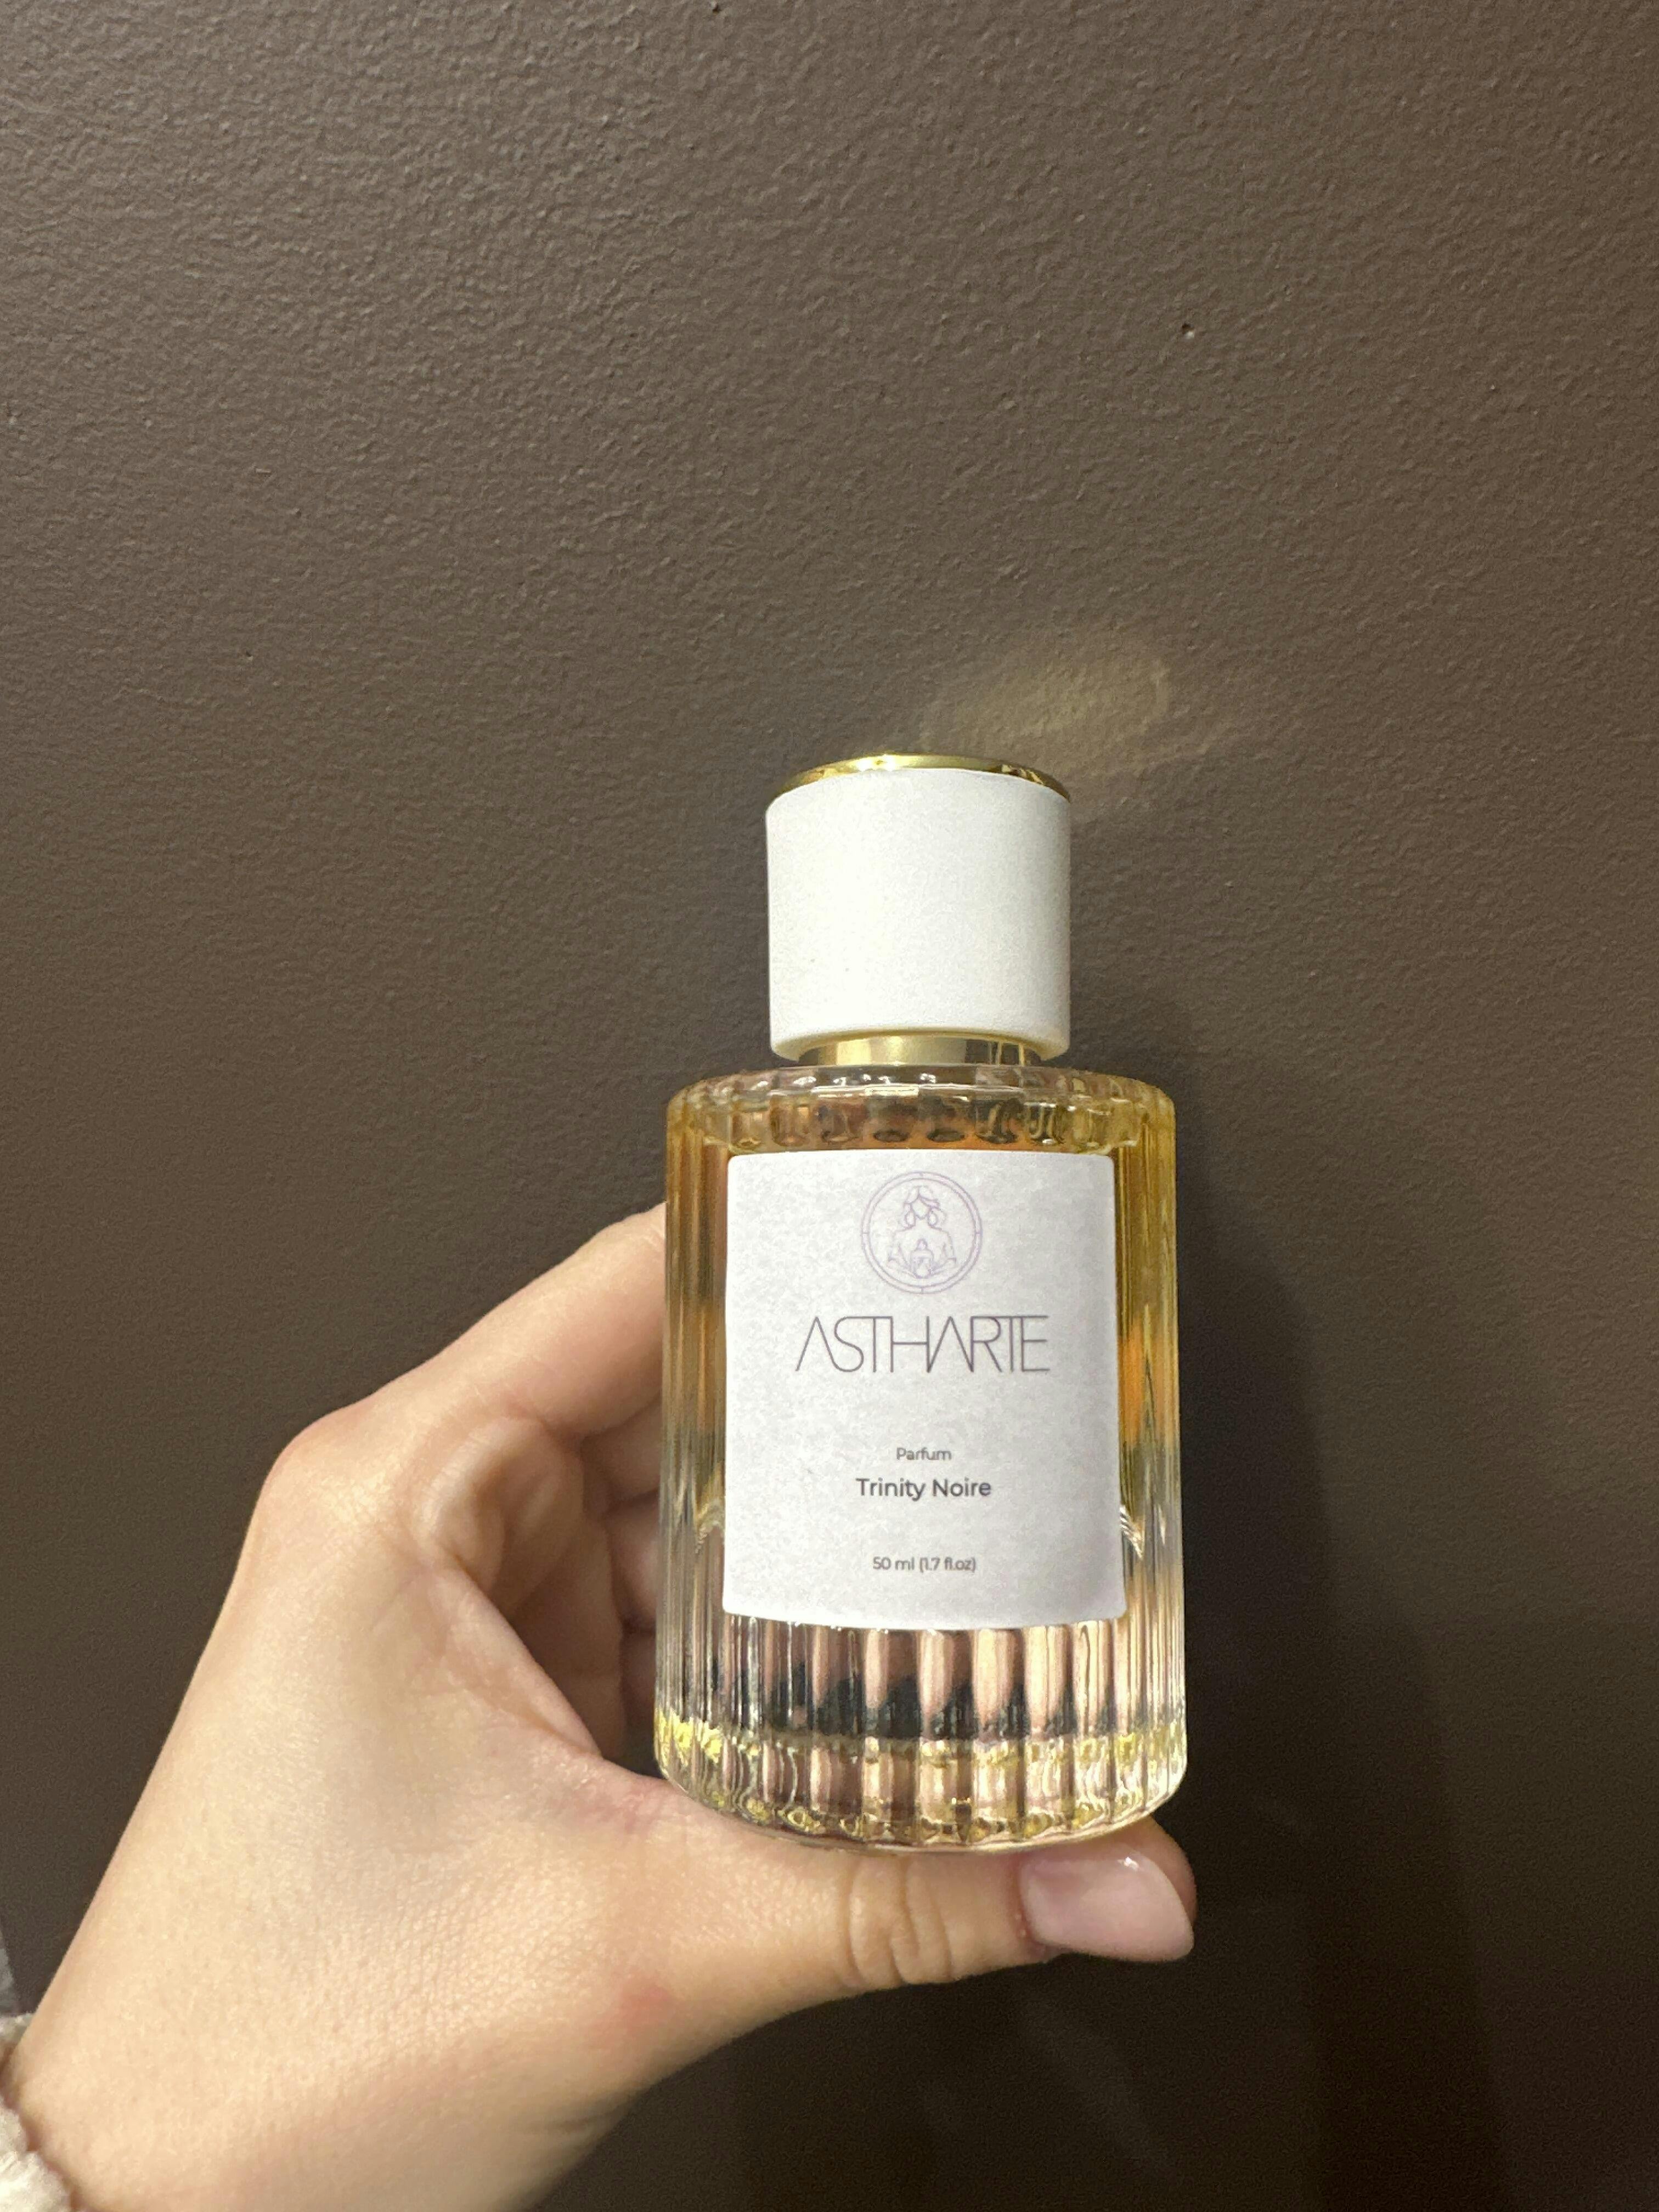 ASTHARTE
Parfum
Trinity Noire
50 ml (1.7 fl.oz)